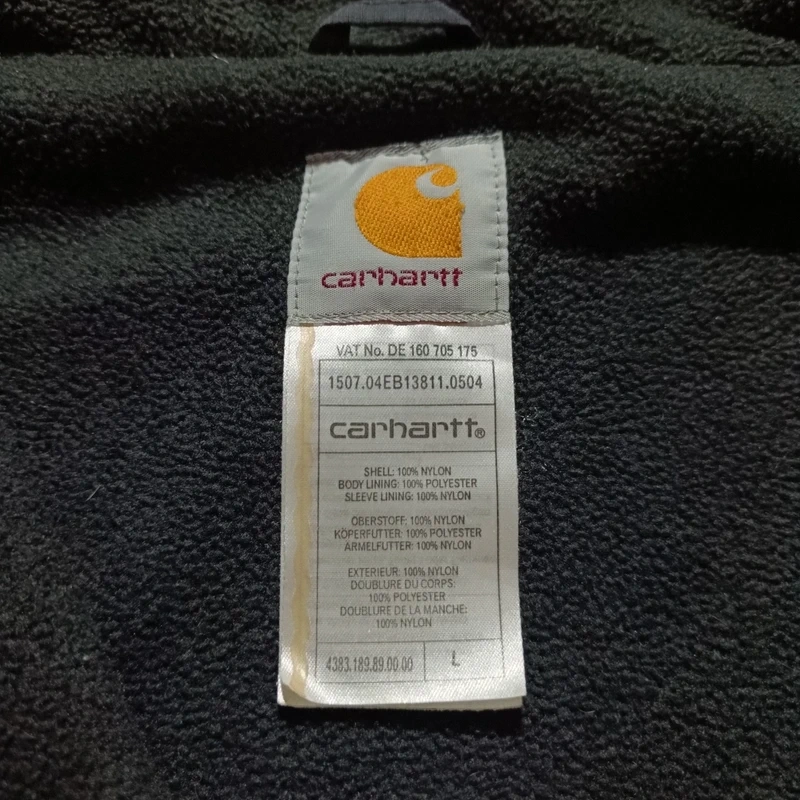 carhartt
VAT No. DE 160 705 175
1507.04EB13811.0504
carhartt®
SHELL: 100% NYLON
BODY LINING: 100% POLYESTER
SLEEVE LINING: 100% NYLON
OBERSTOFF: 100% NYLON
KÖPERFUTTER: 100% POLYESTER
ARMELFUTTER: 100% NYLON
EXTERIEUR: 100% NYLON
DOUBLURE DU CORPS:
100% POLYESTER
DOUBLURE DE LA MANCHE:
100% NYLON
4383.189.89.00.00 L